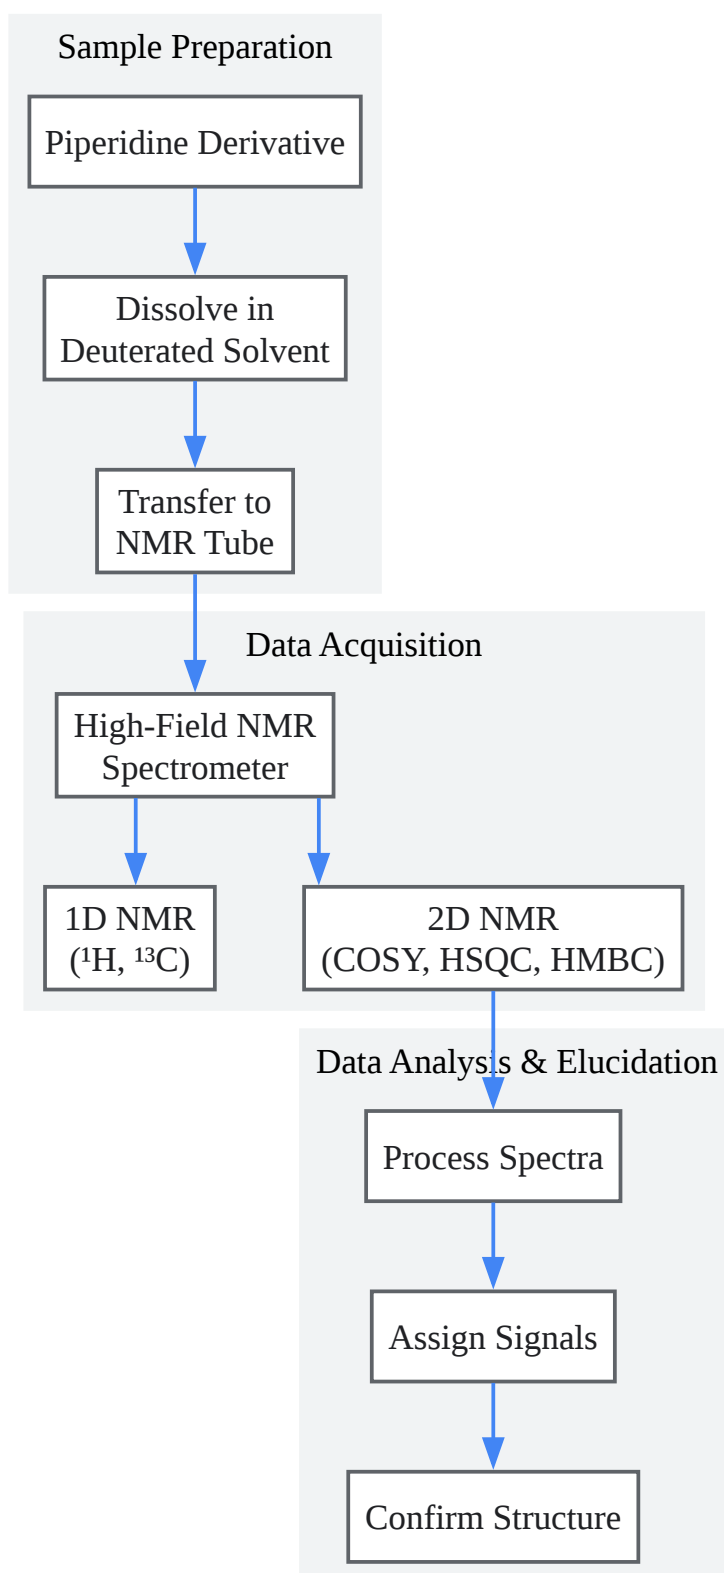 Sample Preparation
Piperidine Derivative
Dissolve in
Deuterated Solvent
Transfer to
NMR Tube
Data Acquisition
High-Field NMR
Spectrometer
1D NMR
(¹H, ¹³C)
2D NMR
(COSY, HSQC, HMBC)
Data Analysis & Elucidation
Process Spectra
Assign Signals
Confirm Structure